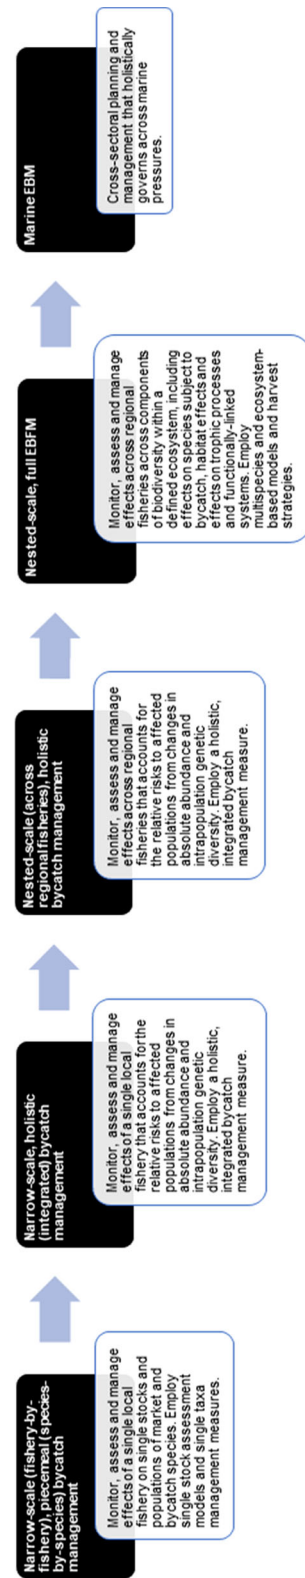 Narrow-scale (fishery-by-
fishery), piecemeal (species-
by-species) bycatch
management
Monitor, assess and manage
effects of a single local
fishery on single stocks and
populations of market and
bycatch species. Employ
single stock assessment
models and single taxa
management measures.
Narrow-scale, holistic
(integrated) bycatch
management
Monitor, assess and manage
effects of a single local
fishery that accounts for the
relative risks to affected
populations from changes in
absolute abundance and
intrapopulation genetic
diversity. Employ a holistic,
integrated bycatch
management measure.
Nested-scale (across
regional fisheries), holistic
bycatch management
Monitor, assess and manage
effects across regional
fisheries that accounts for
the relative risks to affected
populations from changes in
absolute abundance and
intrapopulation genetic
diversity. Employ a holistic,
integrated bycatch
management measure.
Nested-scale, full EBFM
Monitor, assess and manage
effects across regional
fisheries across components
of biodiversity within a
defined ecosystem, including
effects on species subject to
bycatch, habitat effects and
effects on trophic processes
and functionally-linked
systems. Employ
multispecies and ecosystem-
based models and harvest
strategies.
Marine EBM
Cross-sectoral planning and
management that holistically
governs across marine
pressures.